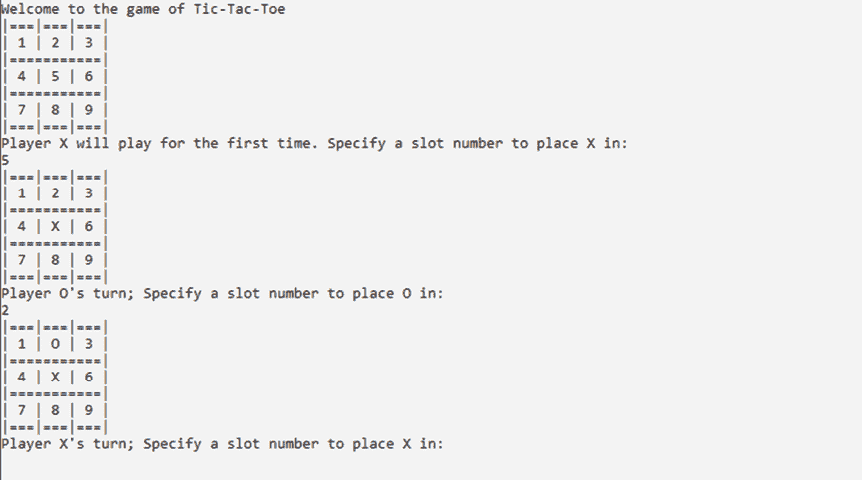 Welcome to the game of Tic-Tac-Toe
|===|===|===|
| 1 | 2 | 3 |
|===========|
| 4 | 5 | 6 |
|===========|
| 7 | 8 | 9 |
|===|===|===|
Player X will play for the first time. Specify a slot number to place X in:
5
|===|===|===|
| 1 | 2 | 3 |
|===========|
| 4 | X | 6 |
|===========|
| 7 | 8 | 9 |
|===|===|===|
Player O's turn; Specify a slot number to place O in:
2
|===|===|===|
| 1 | O | 3 |
|===========|
| 4 | X | 6 |
|===========|
| 7 | 8 | 9 |
|===|===|===|
Player X's turn; Specify a slot number to place X in: